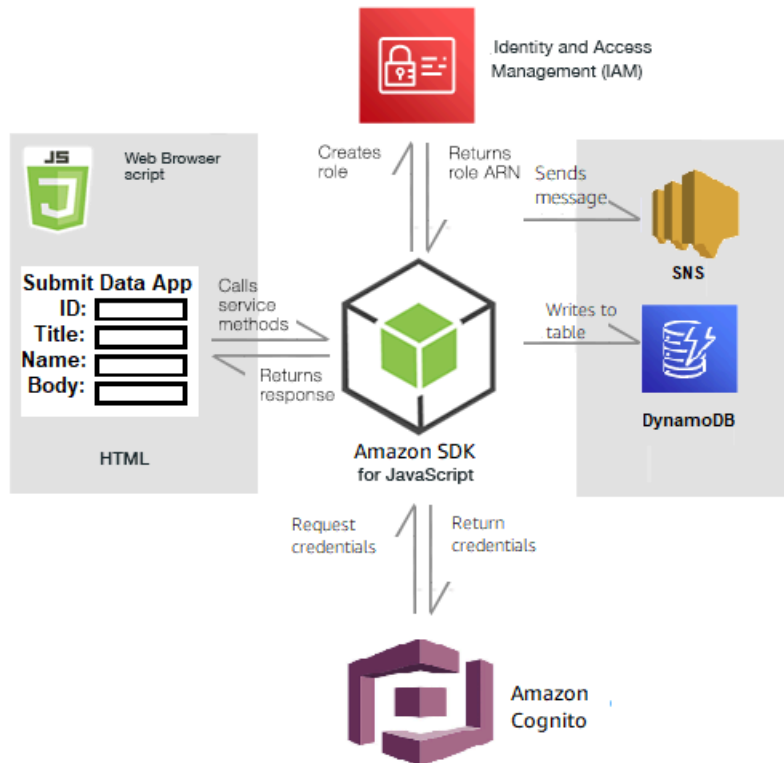 Identity and Access
Management (IAM)
JS
Web Browser
script
Creates
role
Returns
role ARN
Sends
message
SNS
Submit Data App
ID:
Title:
Name:
Body:
Calls
service
methods
Returns
response
Writes to
table
DynamoDB
HTML
Amazon SDK
for JavaScript
Request
credentials
Return
credentials
Amazon
Cognito